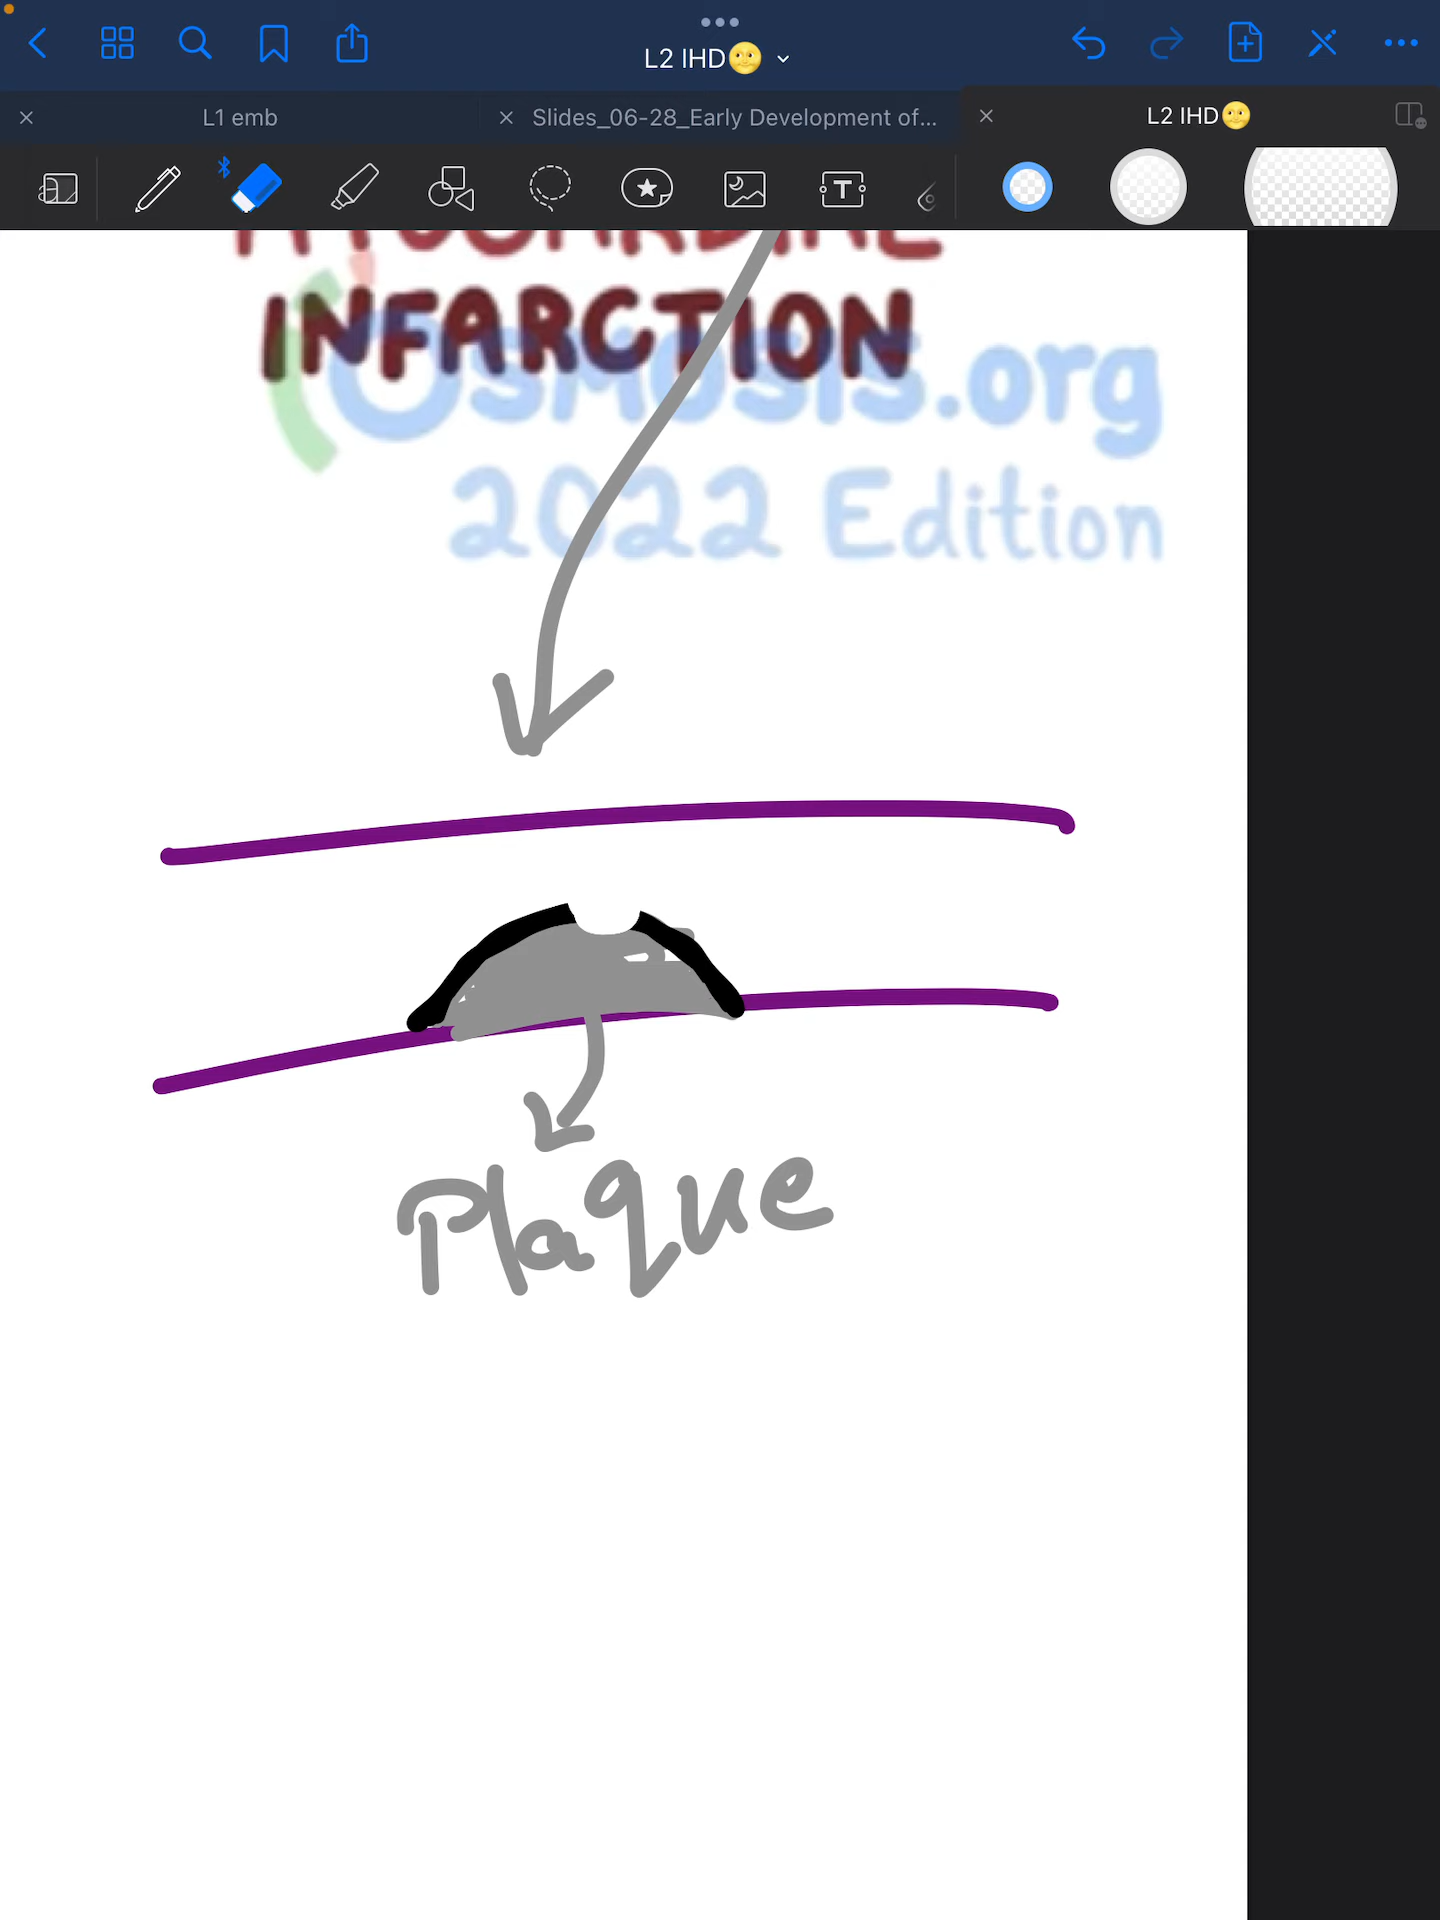 L2 IHD🌝
L1 emb
Slides_06-28_Early Development of...
L2 IHD🌝
INFARCTION
Osmosis.org
2022 Edition
Plaque